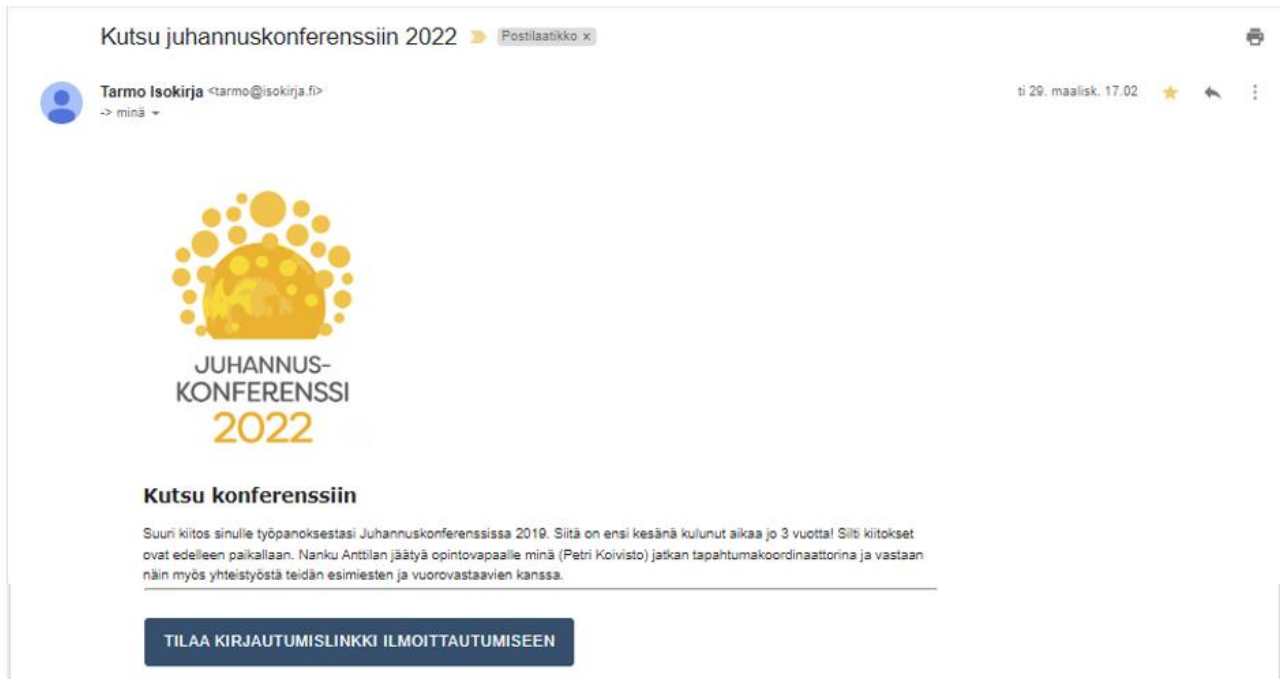 Kutsu juhannuskonferenssiin 2022 Postilaatikko x
Tarmo Isokirja <tarmo@isokirja.fi> ti 29. maalisk. 17.02
-> minä
JUHANNUS-
KONFERENSSI
2022
Kutsu konferenssiin
Suuri kiitos sinulle työpanoksestasi Juhannuskonferenssissa 2019. Siitä on ensi kesänä kulunut aikaa jo 3 vuotta! Silti kiitokset
ovat edelleen paikallaan. Nanku Anttilan jäätyä opintovapaalle minä (Petri Koivisto) jatkan tapahtumakoordinaattorina ja vastaan
näin myös yhteistyöstä teidän esimiesten ja vuorovastaavien kanssa.
TILAA KIRJAUTUMISLINKKI ILMOITTAUTUMISEEN